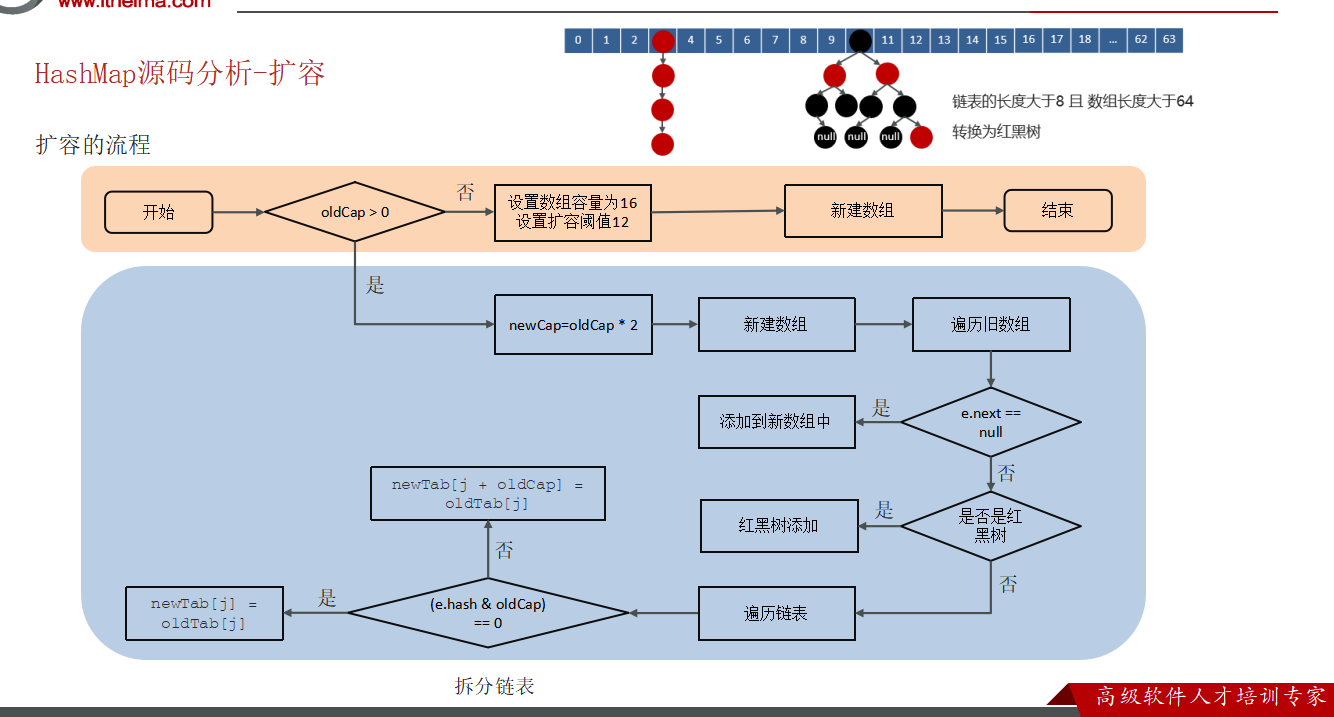 www.itheima.com
0 1 2 4 5 6 7 8 9 11 12 13 14 15 16 17 18 ... 62 63
HashMap源码分析-扩容
链表的长度大于8 且 数组长度大于64
转换为红黑树
null null null
扩容的流程
开始
oldCap > 0
否
设置数组容量为16
设置扩容阈值12
新建数组
结束
是
newCap=oldCap * 2
新建数组
遍历旧数组
e.next ==
null
是
添加到新数组中
否
是否是红
黑树
是
红黑树添加
否
遍历链表
(e.hash & oldCap)
== 0
否
newTab[j + oldCap] =
oldTab[j]
是
newTab[j] =
oldTab[j]
拆分链表
高级软件人才培训专家